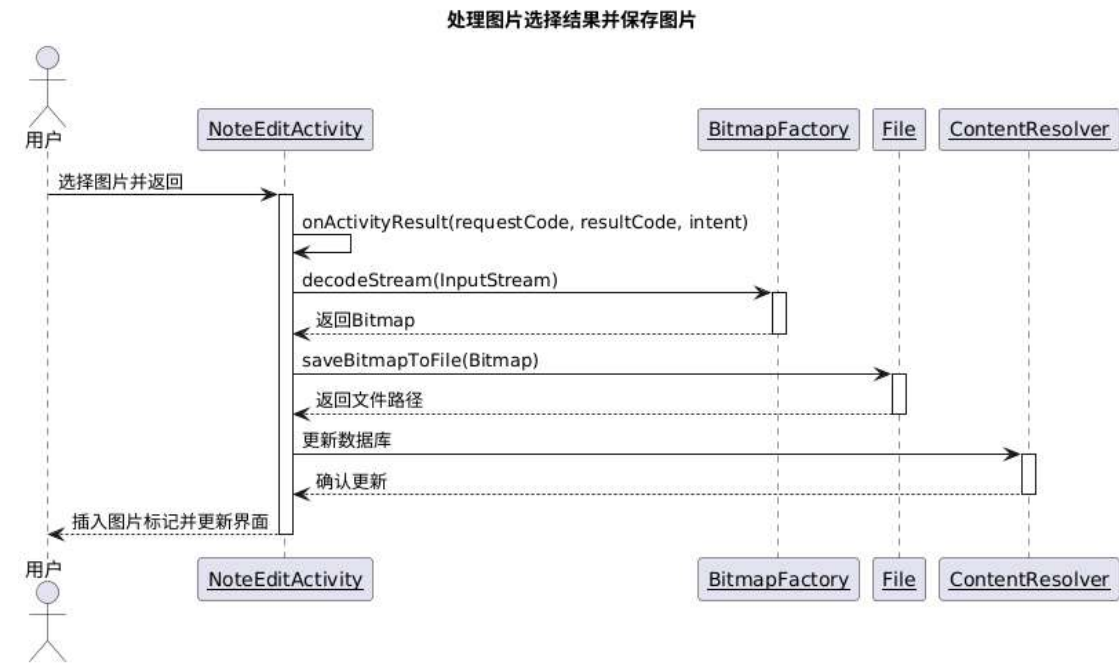 处理图片选择结果并保存图片
用户
NoteEditActivity
BitmapFactory
File
ContentResolver
选择图片并返回
onActivityResult(requestCode, resultCode, intent)
decodeStream(InputStream)
返回Bitmap
saveBitmapToFile(Bitmap)
返回文件路径
更新数据库
确认更新
插入图片标记并更新界面
用户
NoteEditActivity
BitmapFactory
File
ContentResolver